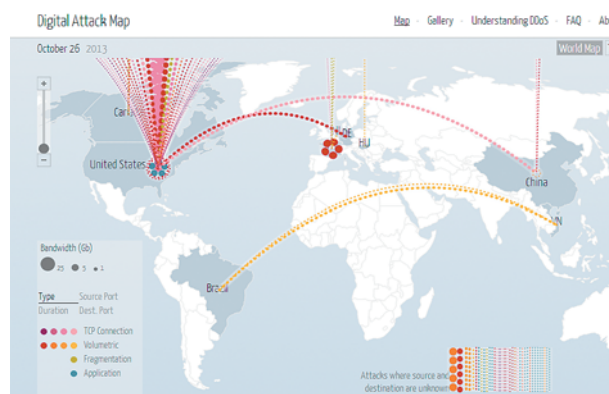 Digital Attack Map
Map · Gallery · Understanding DDoS · FAQ · Ab
October 26 2013
World Map
+
−
Can
United States
DE
HU
China
VN
Brazil
Bandwidth (Gb)
25 5 1
Type Source Port
Duration Dest. Port
TCP Connection
Volumetric
Fragmentation
Application
Attacks where source and
destination are unknown